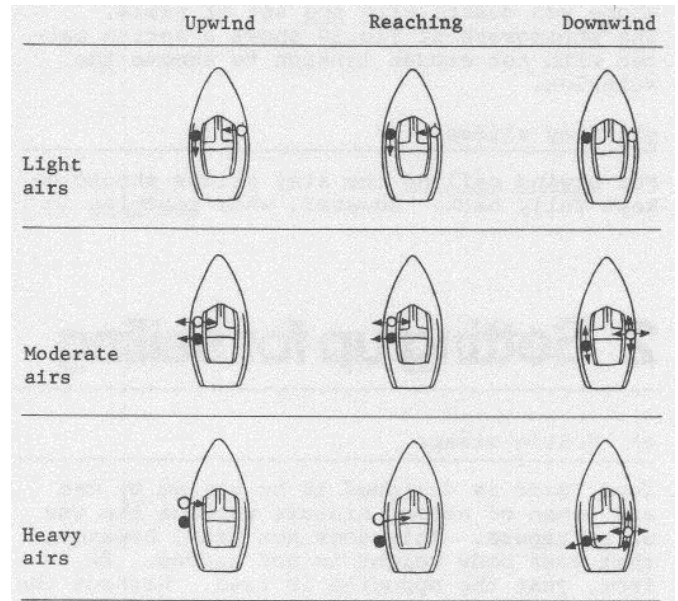 Upwind Reaching Downwind
Light
airs
Moderate
airs
Heavy
airs